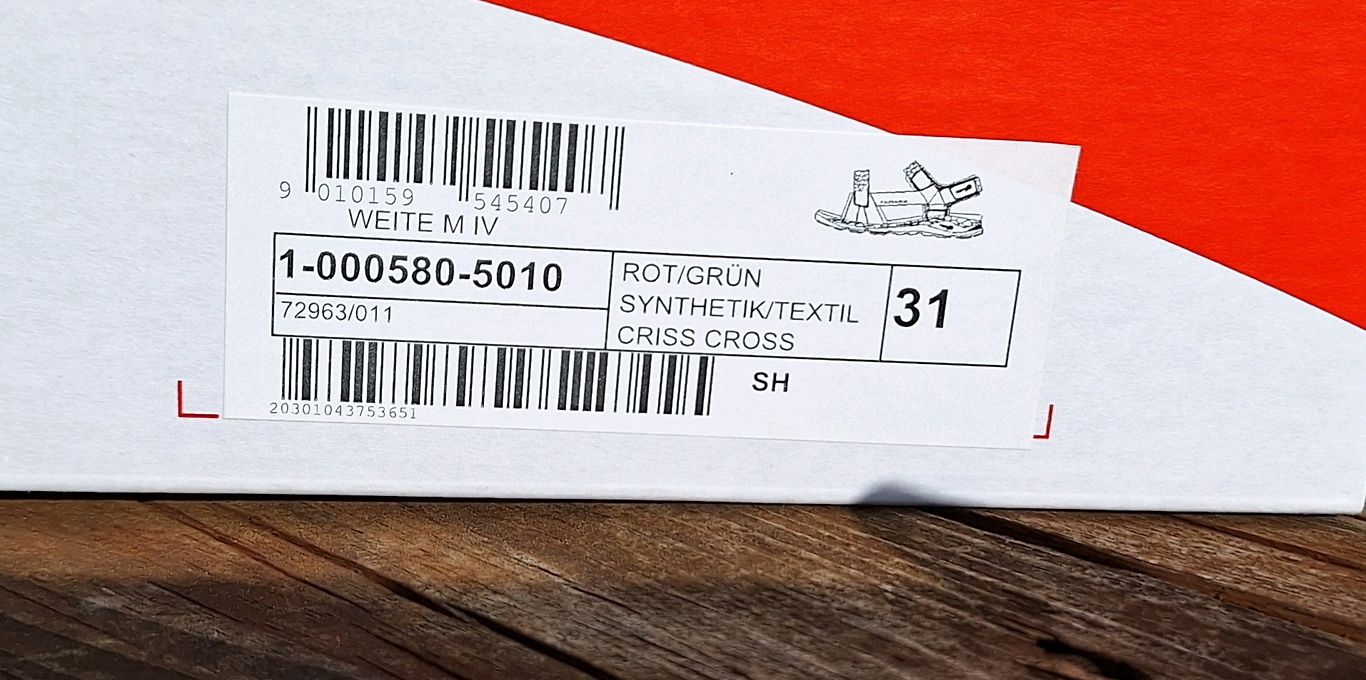 9 010159 545407
WEITE M IV
1-000580-5010
72963/011
ROT/GRÜN
SYNTHETIK/TEXTIL
CRISS CROSS
31
SH
20301043753651